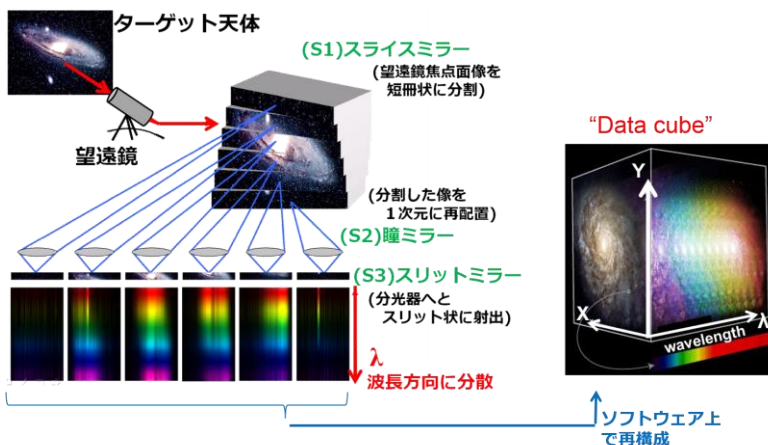 ターゲット天体
望遠鏡
(S1)スライスミラー
(望遠鏡焦点面像を
短冊状に分割)
(分割した像を
１次元に再配置)
(S2)瞳ミラー
(S3)スリットミラー
(分光器へと
スリット状に射出)
λ
波長方向に分散
“Data cube”
Y
X
λ
wavelength
ソフトウェア上
で再構成